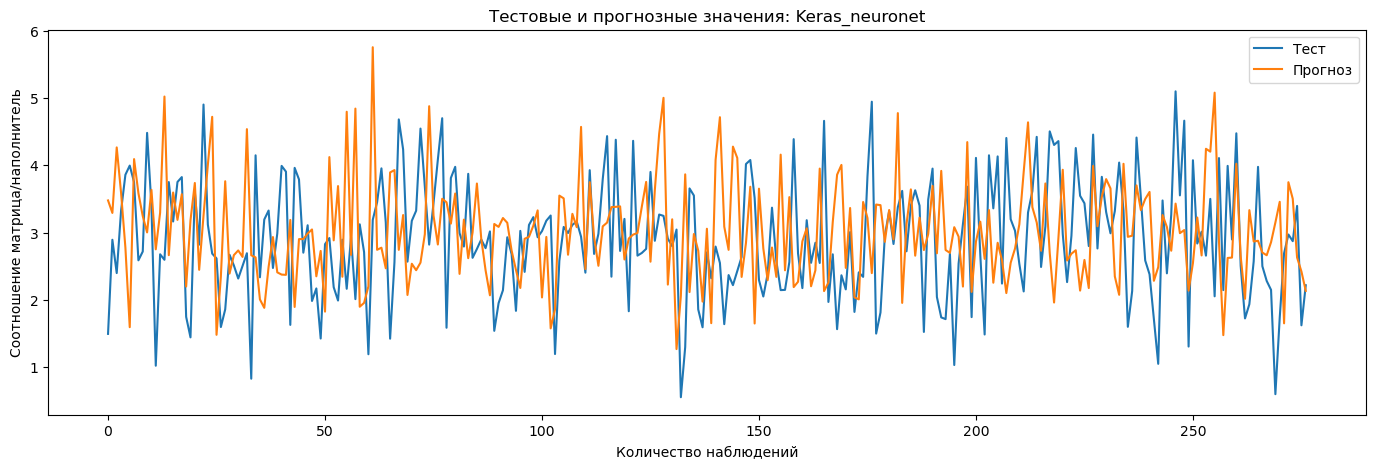 Тестовые и прогнозные значения: Keras_neuronet
Соотношение матрица/наполнитель
6
5
4
3
2
1
Тест
Прогноз
0
50
100
150
200
250
Количество наблюдений